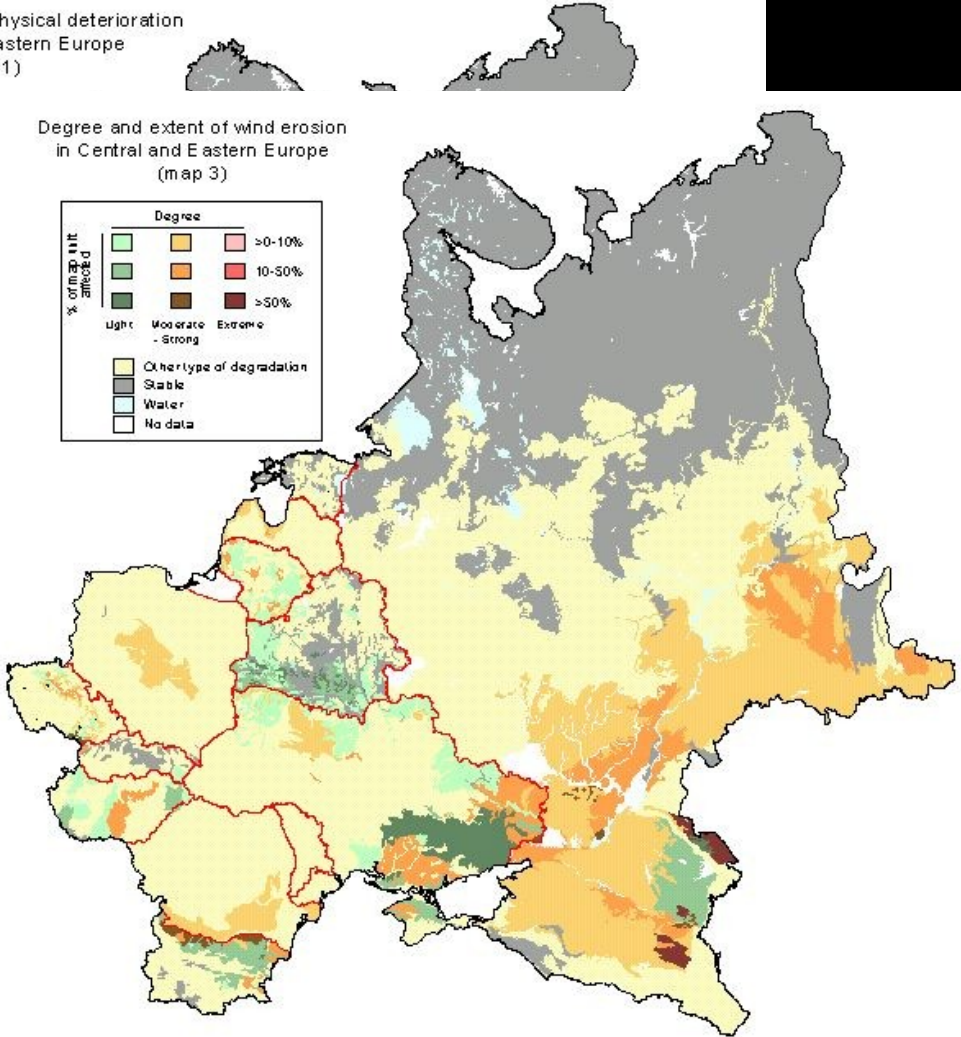 hysical deterioration
astern Europe
1)
Degree and extent of wind erosion
in Central and Eastern Europe
(map 3)
Degree
% of map unit
affected
>0-10%
10-50%
>50%
Light Moderate Extreme
- Strong
Other type of degradation
Stable
Water
No data